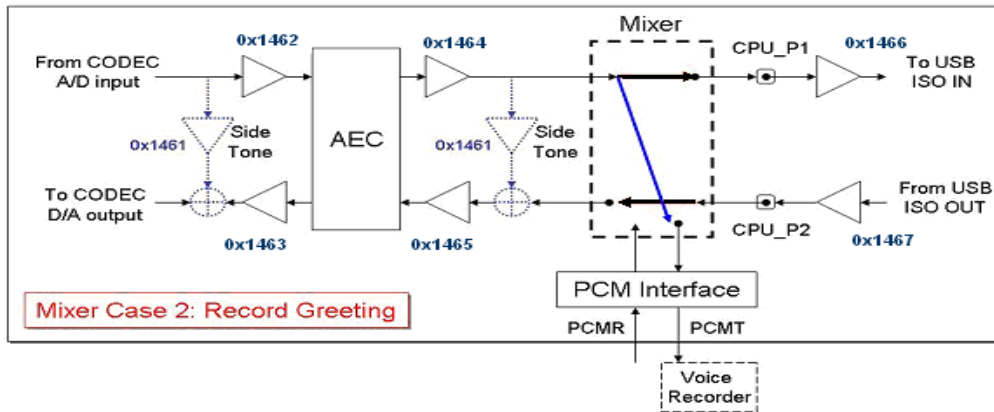 Mixer
0x1462
0x1464
CPU_P1
0x1466
From CODEC
A/D input
To USB
ISO IN
Side
Tone
0x1461
AEC
0x1461
Side
Tone
To CODEC
D/A output
From USB
ISO OUT
0x1463
0x1465
CPU_P2
0x1467
PCM Interface
Mixer Case 2: Record Greeting
PCMR
PCMT
Voice
Recorder